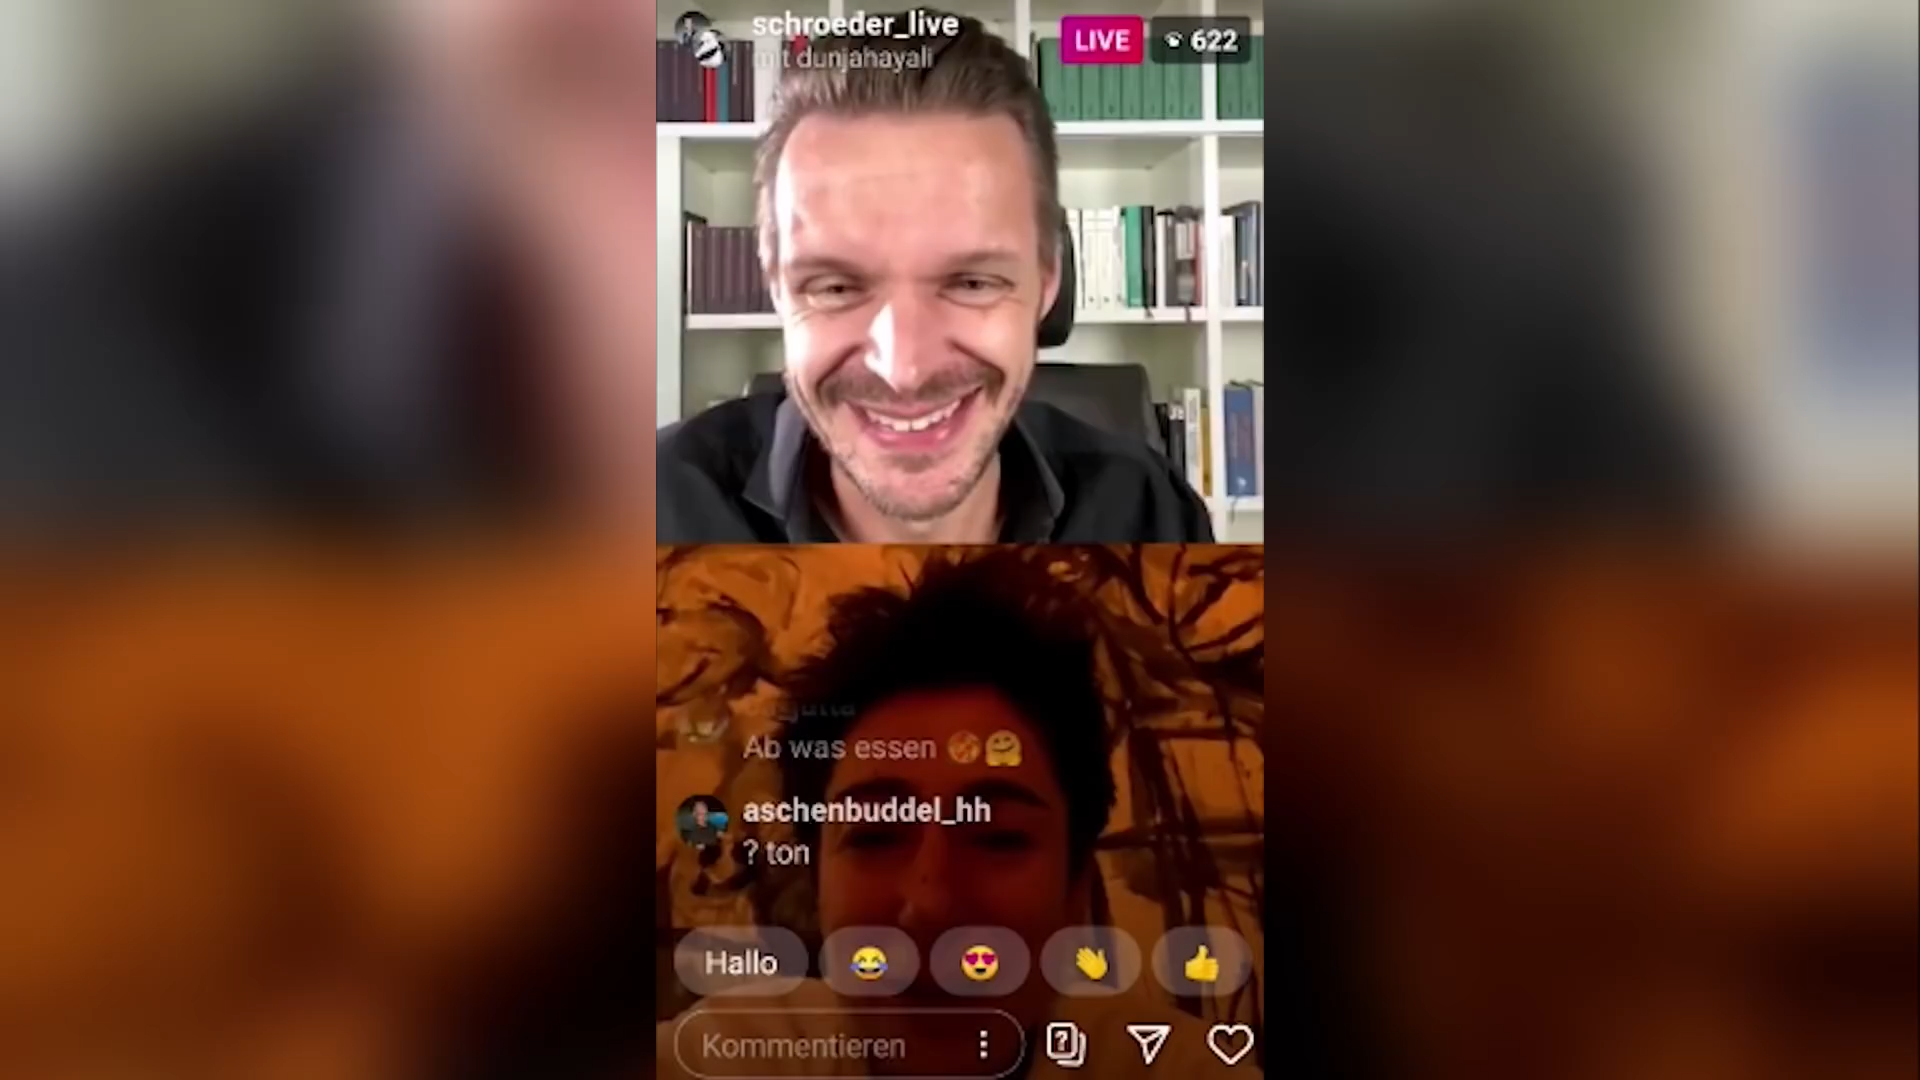 schroeder_live
mit dunjahayali
LIVE
622
Ab was essen
aschenbuddel_hh
? ton
Hallo
Kommentieren